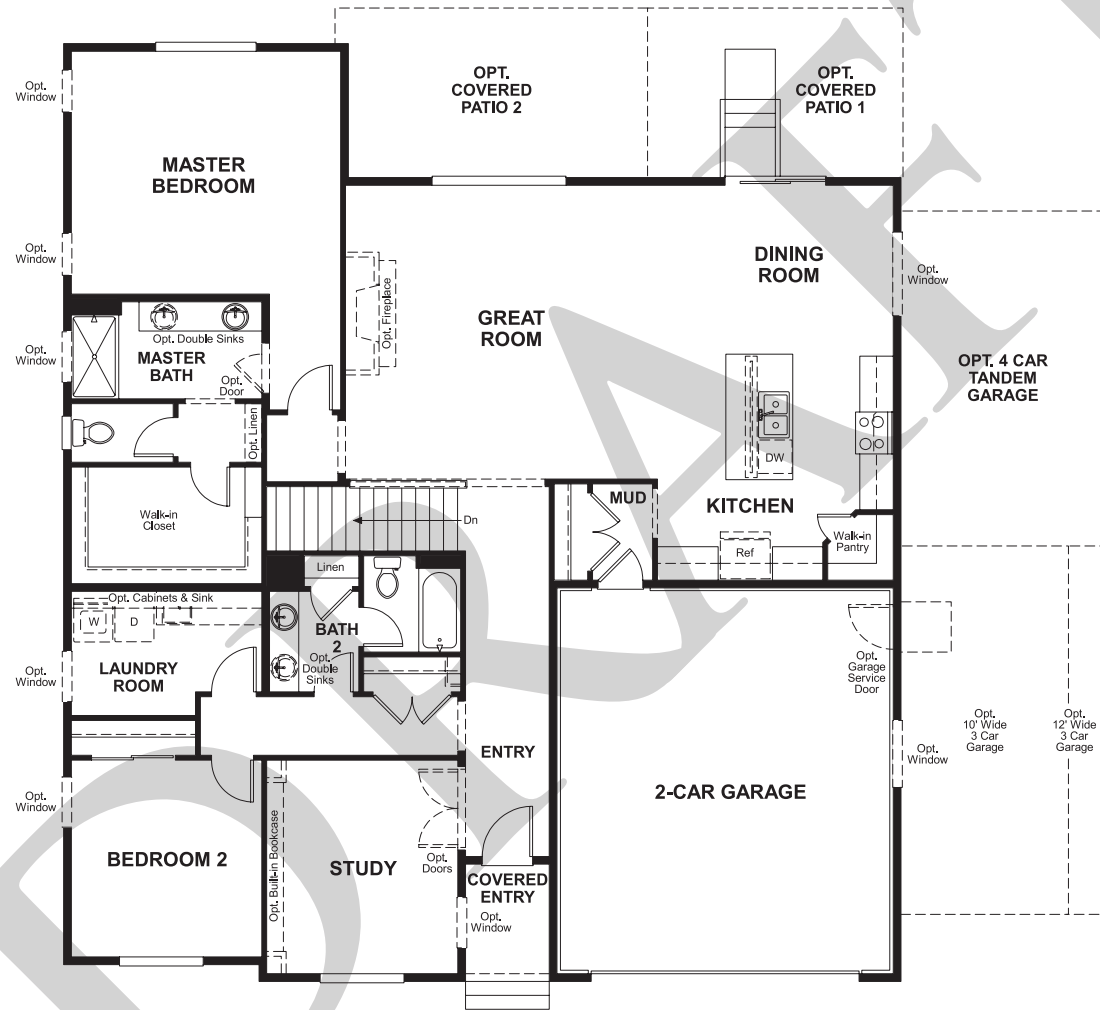 OPT.
COVERED
PATIO 2
OPT.
COVERED
PATIO 1
Opt.
Window
MASTER
BEDROOM
Opt.
Window
DINING
ROOM
Opt.
Window
Opt. Fireplace
GREAT
ROOM
Opt. Double Sinks
MASTER
BATH
Opt.
Window
Opt.
Door
OPT. 4 CAR
TANDEM
GARAGE
Opt. Linen
DW
Walk-in
Closet
Dn
MUD
KITCHEN
Ref
Walk-in
Pantry
Linen
Opt. Cabinets & Sink
W
D
BATH
2
Opt.
Double
Sinks
LAUNDRY
ROOM
Opt.
Window
Opt.
Garage
Service
Door
Opt.
10' Wide
3 Car
Garage
Opt.
12' Wide
3 Car
Garage
ENTRY
Opt.
Window
Opt.
Window
2-CAR GARAGE
BEDROOM 2
Opt. Built-in Bookcase
STUDY
Opt.
Doors
COVERED
ENTRY
Opt.
Window
DRAFT